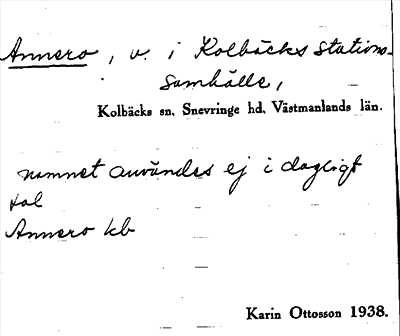 Annero, v. i Kolbäcks stations-
samhälle,
Kolbäcks sn. Snevringe hd. Västmanlands län.
namnet användes ej i dagligt
tal
Annero kb
Karin Ottosson 1938.